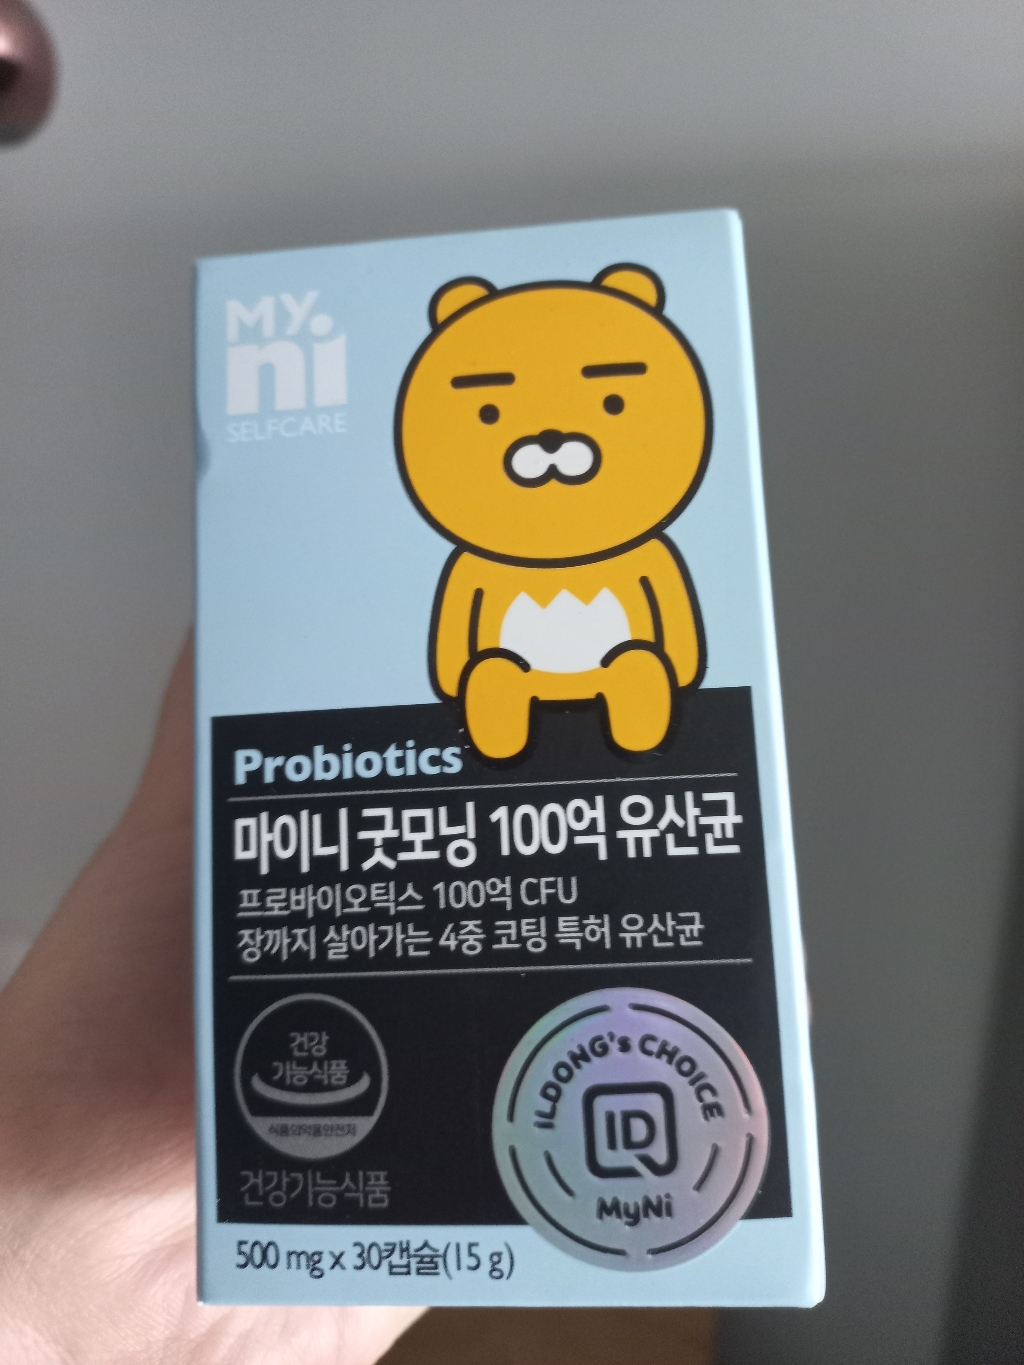 MY.
ni
SELFCARE
Probiotics
마이니 굿모닝 100억 유산균
프로바이오틱스 100억 CFU
장까지 살아가는 4중 코팅 특허 유산균
건강
기능식품
식품의약품안전처
건강기능식품
ILDONG's CHOICE
ID
MyNi
500 mg x 30캡슐(15 g)